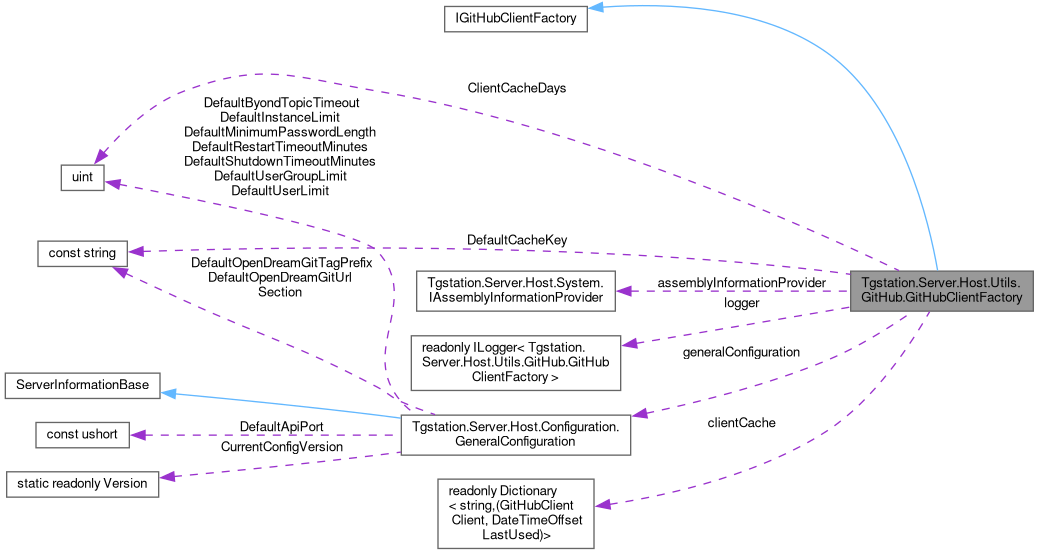 IGitHubClientFactory
ClientCacheDays
DefaultByondTopicTimeout
DefaultInstanceLimit
DefaultMinimumPasswordLength
DefaultRestartTimeoutMinutes
DefaultShutdownTimeoutMinutes
DefaultUserGroupLimit
DefaultUserLimit
uint
const string
DefaultCacheKey
DefaultOpenDreamGitTagPrefix
DefaultOpenDreamGitUrl
Section
Tgstation.Server.Host.System.
IAssemblyInformationProvider
assemblyInformationProvider
logger
Tgstation.Server.Host.Utils.
GitHub.GitHubClientFactory
readonly ILogger< Tgstation.
Server.Host.Utils.GitHub.GitHub
ClientFactory >
generalConfiguration
ServerInformationBase
Tgstation.Server.Host.Configuration.
GeneralConfiguration
const ushort
DefaultApiPort
CurrentConfigVersion
static readonly Version
clientCache
readonly Dictionary
< string,(GitHubClient
Client, DateTimeOffset
LastUsed)>